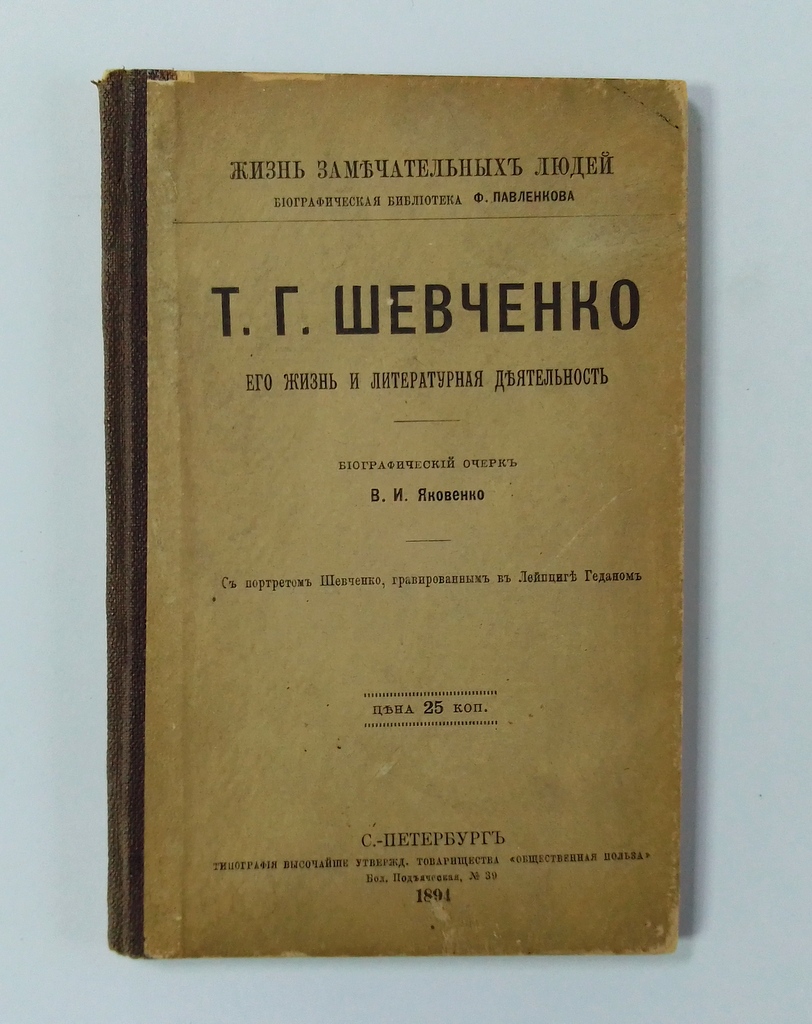 ЖИЗНЬ ЗАМѢЧАТЕЛЬНЫХЪ ЛЮДЕЙ
БІОГРАФИЧЕСКАЯ БИБЛІОТЕКА Ф. ПАВЛЕНКОВА
Т. Г. ШЕВЧЕНКО
ЕГО ЖИЗНЬ И ЛИТЕРАТУРНАЯ ДѢЯТЕЛЬНОСТЬ
БІОГРАФИЧЕСКІЙ ОЧЕРКЪ
В. И. Яковенко
Съ портретомъ Шевченко, гравированнымъ въ Лейпцигѣ Геданомъ
ЦѢНА 25 КОП.
С.-ПЕТЕРБУРГЪ
ТИПОГРАФІЯ ВЫСОЧАЙШЕ УТВЕРЖД. ТОВАРИЩЕСТВА «ОБЩЕСТВЕННАЯ ПОЛЬЗА»
Бол. Подъяческая, № 39
1894